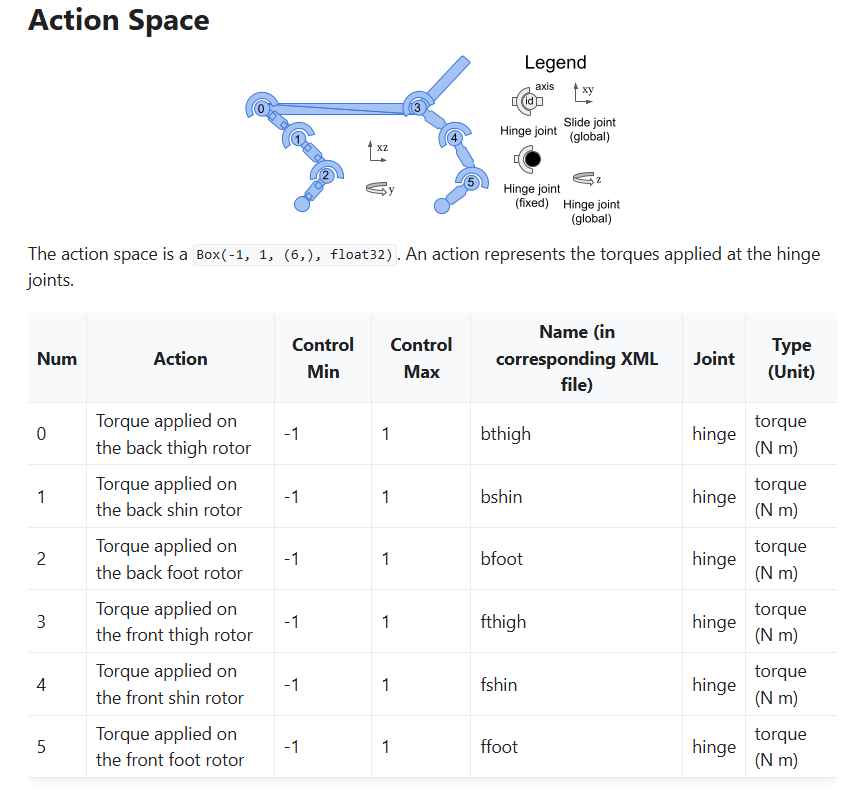 Action Space
0
1
2
3
4
5
xz
y
Legend
axis
id
xy
Hinge joint
Slide joint
(global)
Hinge joint
(fixed)
z
Hinge joint
(global)
The action space is a Box(-1, 1, (6,), float32). An action represents the torques applied at the hinge
joints.
Num
Action
Control
Min
Control
Max
Name (in
corresponding XML
file)
Joint
Type
(Unit)
0
Torque applied on
the back thigh rotor
-1
1
bthigh
hinge
torque
(N m)
1
Torque applied on
the back shin rotor
-1
1
bshin
hinge
torque
(N m)
2
Torque applied on
the back foot rotor
-1
1
bfoot
hinge
torque
(N m)
3
Torque applied on
the front thigh rotor
-1
1
fthigh
hinge
torque
(N m)
4
Torque applied on
the front shin rotor
-1
1
fshin
hinge
torque
(N m)
5
Torque applied on
the front foot rotor
-1
1
ffoot
hinge
torque
(N m)